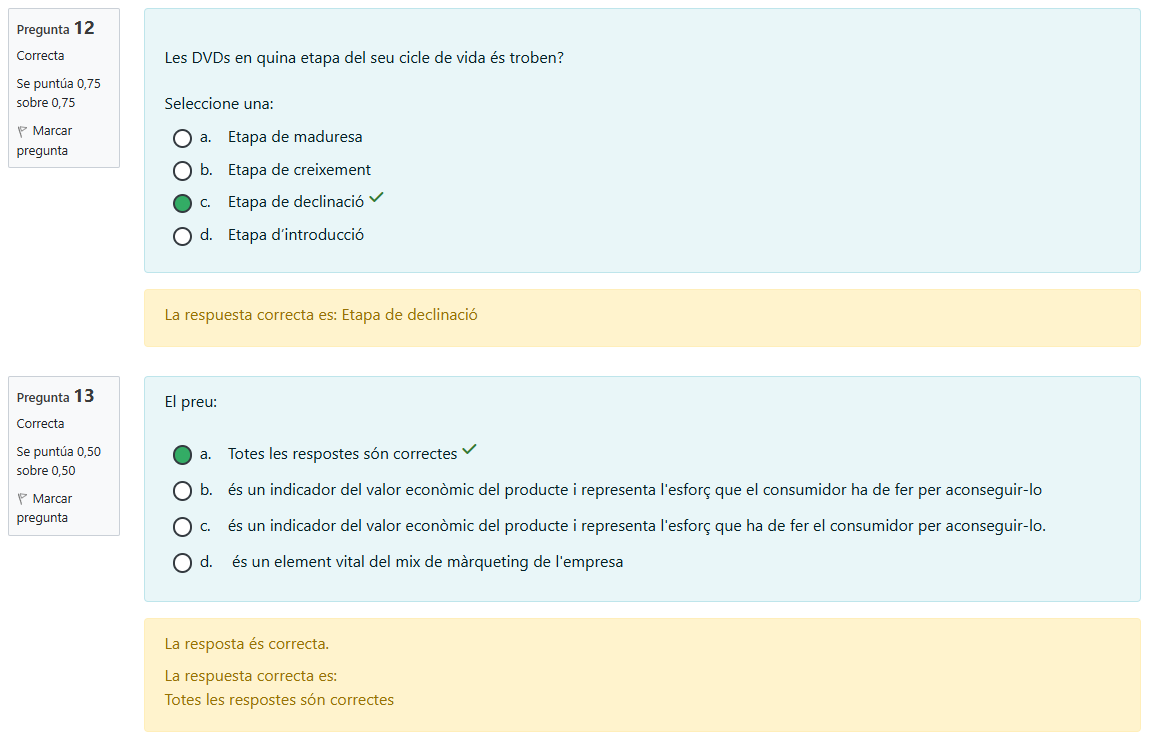 Pregunta 12
Correcta
Se puntúa 0,75
sobre 0,75
Marcar
pregunta
Les DVDs en quina etapa del seu cicle de vida és troben?
Seleccione una:
a. Etapa de maduresa
b. Etapa de creixement
c. Etapa de declinació
d. Etapa d'introducció
La respuesta correcta es: Etapa de declinació
Pregunta 13
Correcta
Se puntúa 0,50
sobre 0,50
Marcar
pregunta
El preu:
a. Totes les respostes són correctes
b. és un indicador del valor econòmic del producte i representa l'esforç que el consumidor ha de fer per aconseguir-lo
c. és un indicador del valor econòmic del producte i representa l'esforç que ha de fer el consumidor per aconseguir-lo.
d. és un element vital del mix de màrqueting de l'empresa
La resposta és correcta.
La respuesta correcta es:
Totes les respostes són correctes